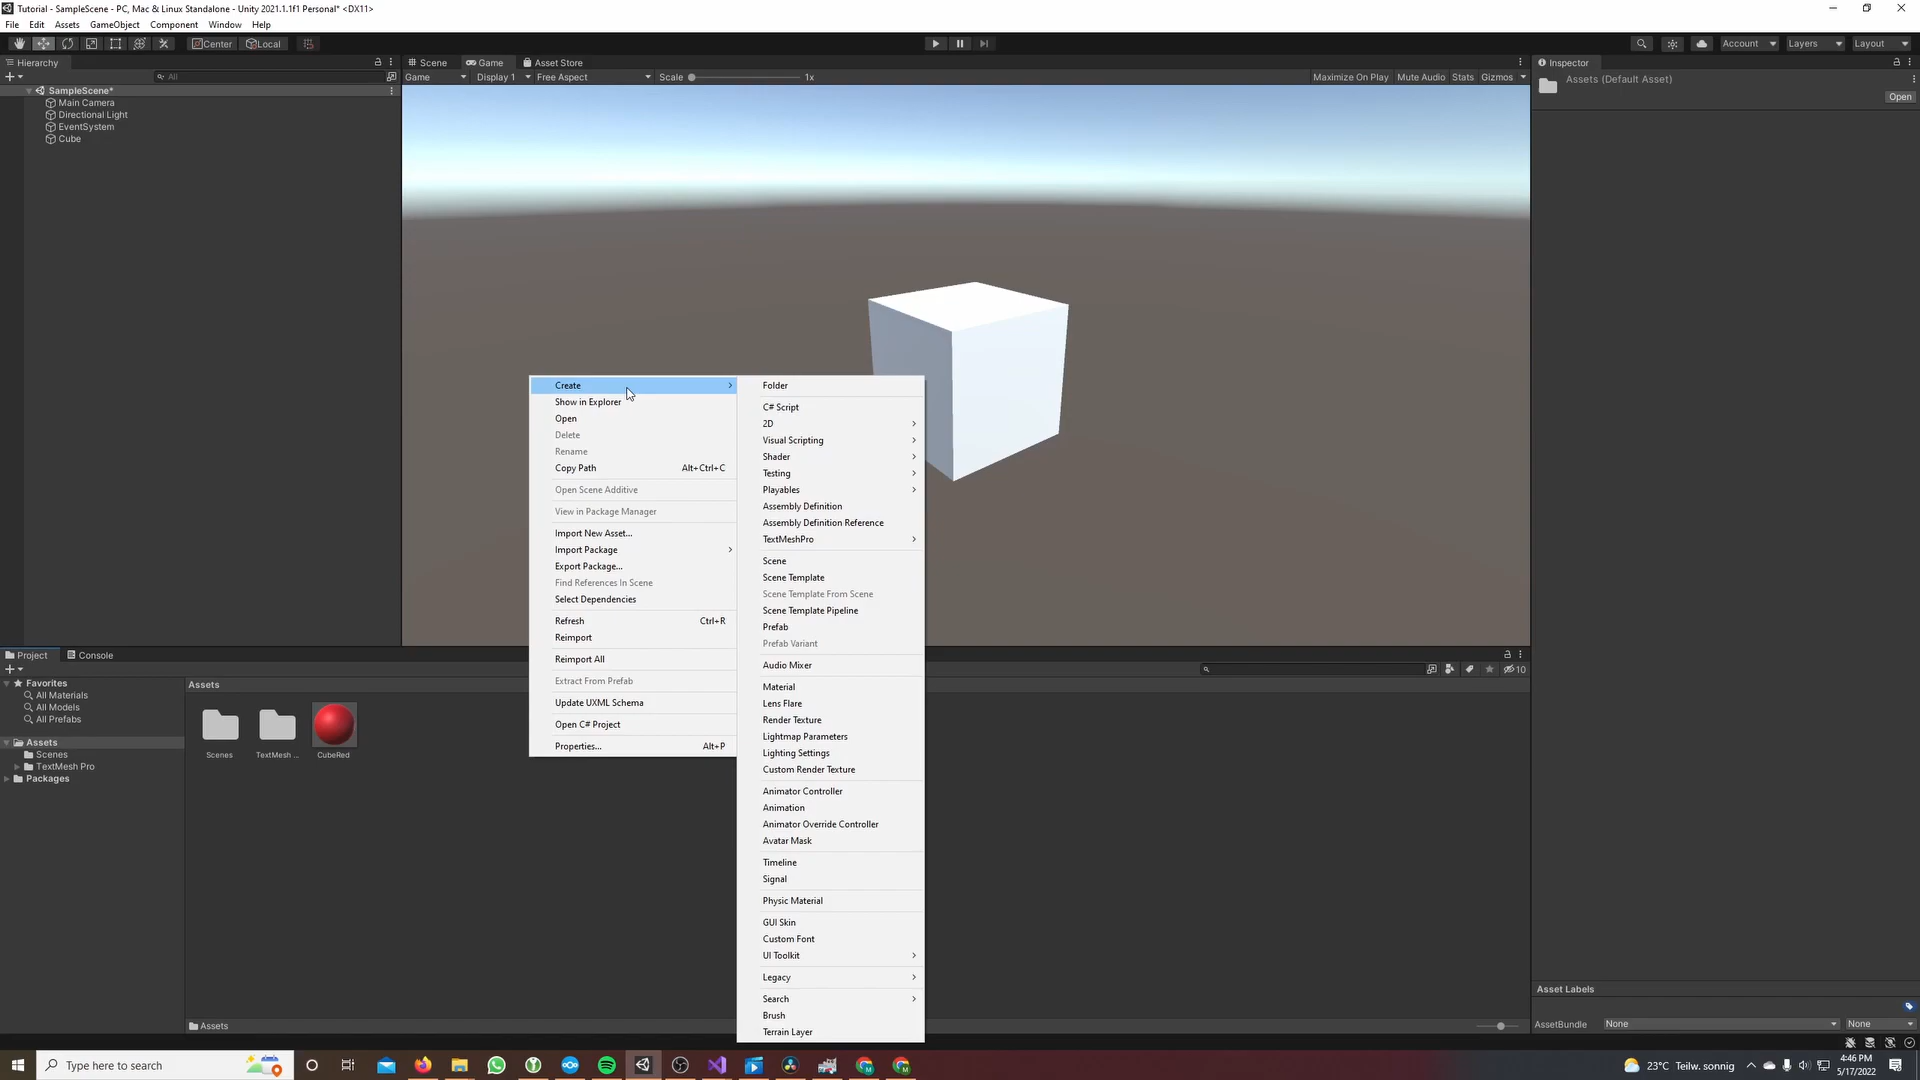 Tutorial - SampleScene - PC, Mac & Linux Standalone - Unity 2021.1.1f1 Personal* <DX11>
File Edit Assets GameObject Component Window Help
Center Local Account Layers Layout
Hierarchy
All
SampleScene*
Main Camera
Directional Light
EventSystem
Cube
Scene Game Asset Store
Game Display 1 Free Aspect Scale 1x Maximize On Play Mute Audio Stats Gizmos
Inspector
Assets (Default Asset)
Open
Create
Show in Explorer
Open
Delete
Rename
Copy Path Alt+Ctrl+C
Open Scene Additive
View in Package Manager
Import New Asset...
Import Package
Export Package...
Find References In Scene
Select Dependencies
Refresh Ctrl+R
Reimport
Reimport All
Extract From Prefab
Update UXML Schema
Open C# Project
Properties... Alt+P
Folder
C# Script
2D
Visual Scripting
Shader
Testing
Playables
Assembly Definition
Assembly Definition Reference
TextMeshPro
Scene
Scene Template
Scene Template From Scene
Scene Template Pipeline
Prefab
Prefab Variant
Audio Mixer
Material
Lens Flare
Render Texture
Lightmap Parameters
Lighting Settings
Custom Render Texture
Animator Controller
Animation
Animator Override Controller
Avatar Mask
Timeline
Signal
Physic Material
GUI Skin
Custom Font
UI Toolkit
Legacy
Search
Brush
Terrain Layer
Project Console
10
Favorites
All Materials
All Models
All Prefabs
Assets
Scenes
TextMesh Pro
Packages
Assets
Scenes TextMesh ... CubeRed
Assets
Asset Labels
AssetBundle None None
Type here to search
23°C Teilw. sonnig
4:46 PM
5/17/2022